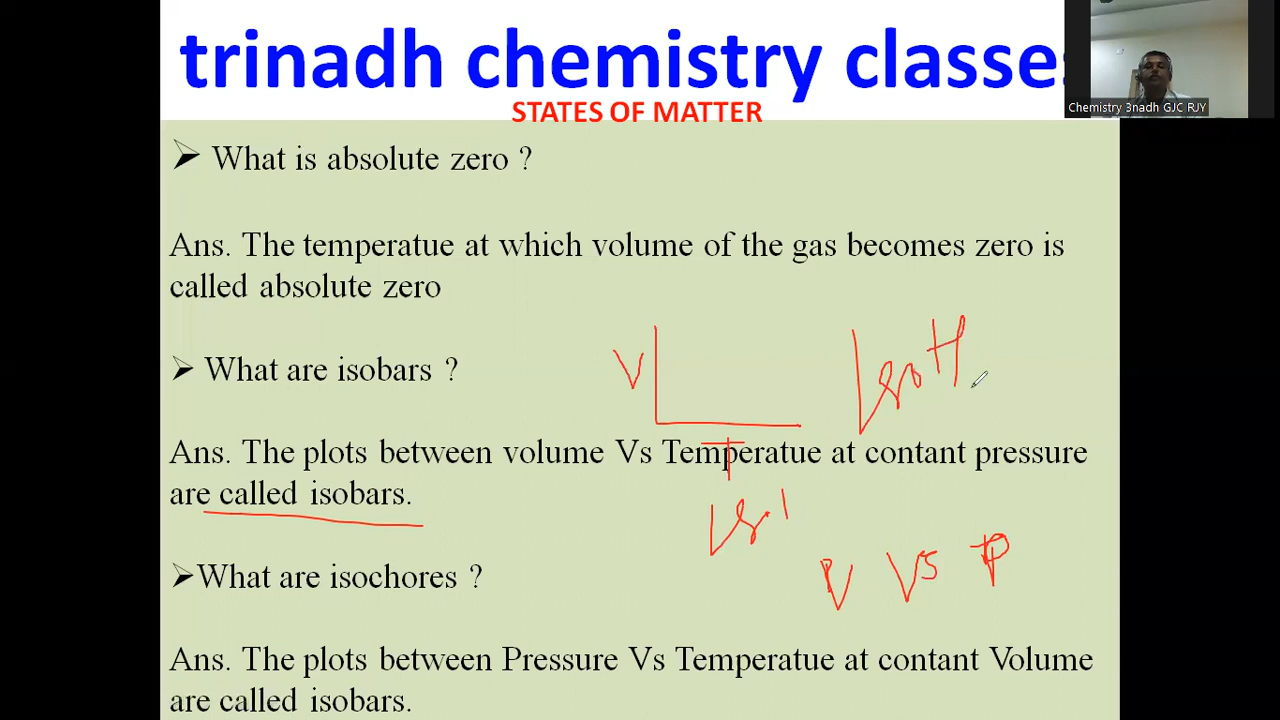 trinadh chemistry classes
STATES OF MATTER
Chemistry 3nadh GJC RJY
➢ What is absolute zero ?
Ans. The temperatue at which volume of the gas becomes zero is
called absolute zero
➢ What are isobars ?
V
Ans. The plots between volume Vs Temperatue at contant pressure
T
are called isobars.
V Vs P
➢What are isochores ?
Ans. The plots between Pressure Vs Temperatue at contant Volume
are called isobars.